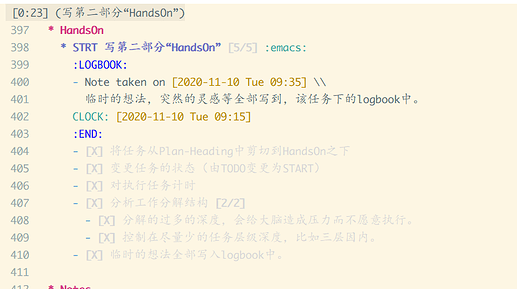 [0:23] (写第二部分“HandsOn”)
397 * HandsOn
398 * STRT 写第二部分“HandsOn” [5/5] :emacs:
399 :LOGBOOK:
400 - Note taken on [2020-11-10 Tue 09:35] \\
401 临时的想法，突然的灵感等全部写到，该任务下的logbook中。
402 CLOCK: [2020-11-10 Tue 09:15]
403 :END:
404 - [X] 将任务从Plan-Heading中剪切到HandsOn之下
405 - [X] 变更任务的状态（由TODO变更为START）
406 - [X] 对执行任务计时
407 - [X] 分析工作分解结构 [2/2]
408 - [X] 分解的过多的深度，会给大脑造成压力而不愿意执行。
409 - [X] 控制在尽量少的任务层级深度，比如三层国内。
410 - [X] 临时的想法全部写入logbook中。
411
412 * Notes